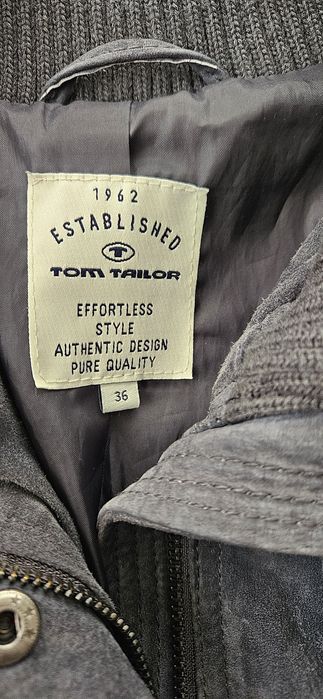 1962
ESTABLISHED
T
TOM TAILOR
EFFORTLESS
STYLE
AUTHENTIC DESIGN
PURE QUALITY
36